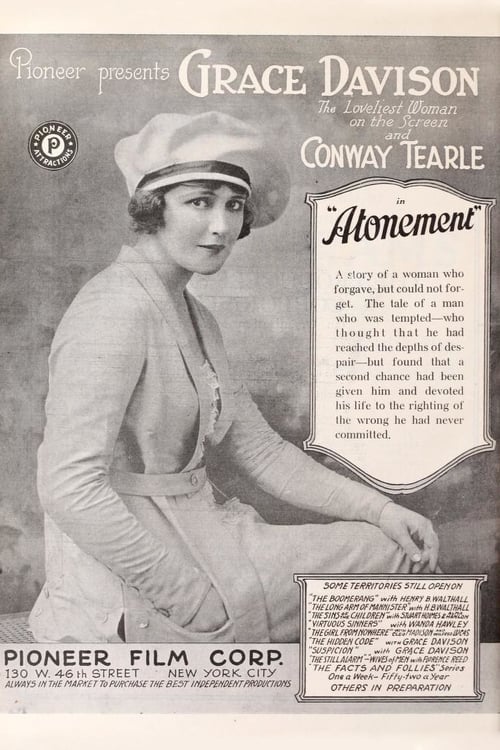 Pioneer presents GRACE DAVISON
The Loveliest Woman
on the Screen
and
CONWAY TEARLE
PIONEER
P
ATTRACTIONS
in
"Atonement"
A story of a woman who
forgave, but could not for-
get. The tale of a man
who was tempted—who
thought that he had
reached the depths of des-
pair—but found that a
second chance had been
given him and devoted
his life to the righting of
the wrong he had never
committed.
SOME TERRITORIES STILL OPEN ON
"THE BOOMERANG" with HENRY B. WALTHALL
"THE LONG ARM OF MANNISTER" with H.B. WALTHALL
"THE SINS OF THE CHILDREN with STUART HOLMES &
"VIRTUOUS SINNERS" with WANDA HAWLEY
"THE GIRL FROM NOWHERE" with CLEO MADISON
"THE HIDDEN CODE" with GRACE DAVISON
"SUSPICION" .. with GRACE DAVISON
"THE STILL ALARM"—WIVES OF MEN with FLORENCE REED
"THE FACTS AND FOLLIES" Series
One a Week—Fifty-two a Year
OTHERS IN PREPARATION
PIONEER FILM CORP.
130 W. 46th STREET NEW YORK CITY
ALWAYS IN THE MARKET TO PURCHASE THE BEST INDEPENDENT PRODUCTIONS